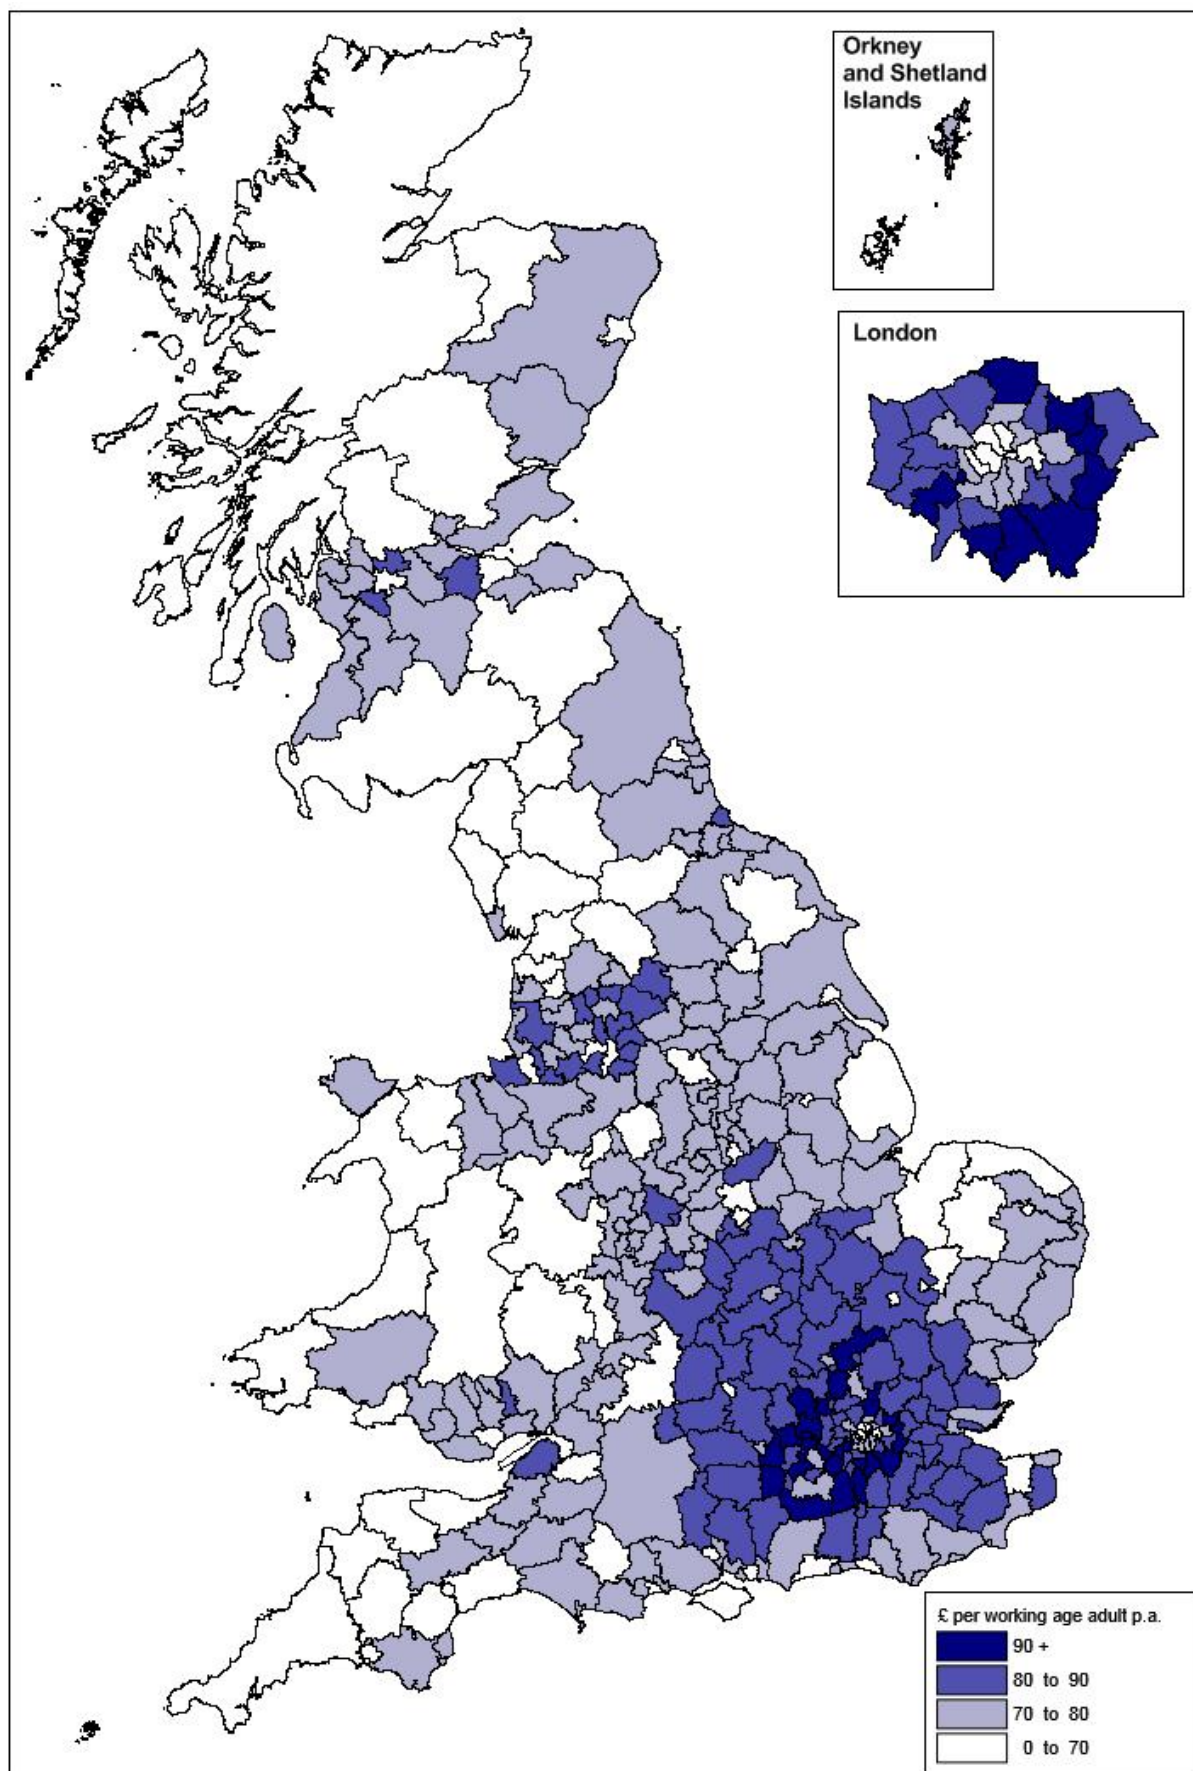 Orkney
and Shetland
Islands
London
£ per working age adult p.a.
90 +
80 to 90
70 to 80
0 to 70